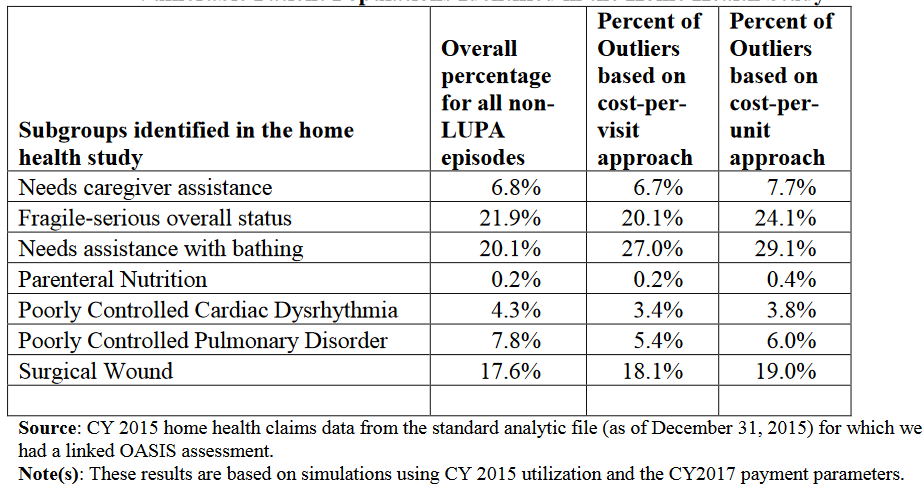 Percent of Percent of
Overall Outliers Outliers
percentage based on based on
for all non- cost-per- cost-per-
Subgroups identified in the home LUPA visit unit
health study episodes approach approach
Needs caregiver assistance 6.8% 6.7% 7.7%
Fragile-serious overall status 21.9% 20.1% 24.1%
Needs assistance with bathing 20.1% 27.0% 29.1%
Parenteral Nutrition 0.2% 0.2% 0.4%
Poorly Controlled Cardiac Dysrhythmia 4.3% 3.4% 3.8%
Poorly Controlled Pulmonary Disorder 7.8% 5.4% 6.0%
Surgical Wound 17.6% 18.1% 19.0%
Source: CY 2015 home health claims data from the standard analytic file (as of December 31, 2015) for which we
had a linked OASIS assessment.
Note(s): These results are based on simulations using CY 2015 utilization and the CY2017 payment parameters.